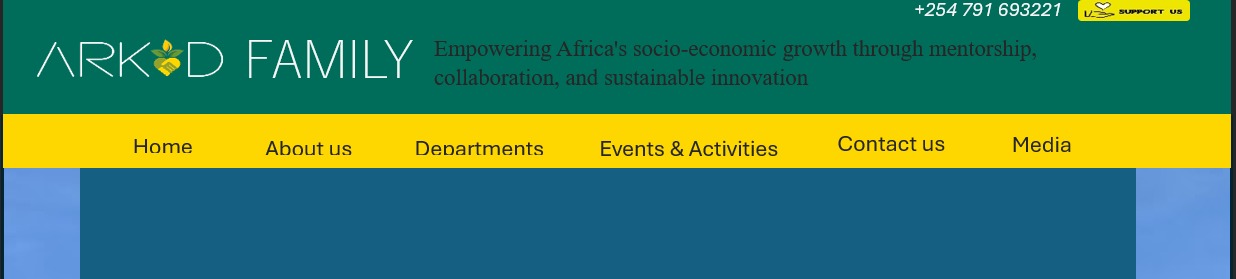 +254 791 693221
SUPPORT US
ARKD FAMILY
Empowering Africa's socio-economic growth through mentorship,
collaboration, and sustainable innovation
Home
About us
Departments
Events & Activities
Contact us
Media